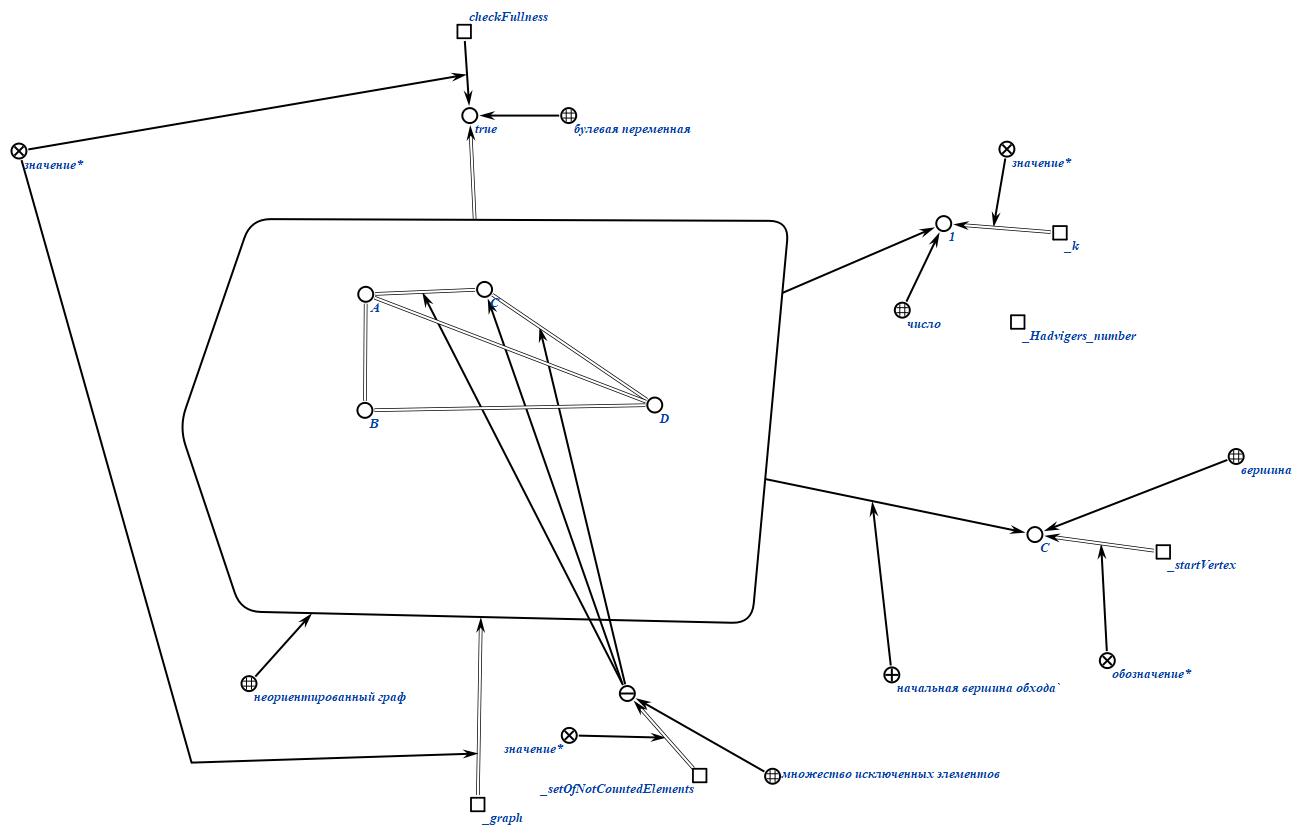 checkFullness
true
булевая переменная
значение*
значение*
1
_k
число
_Hadvigers_number
A
C
B
D
вершина
C
_startVertex
обозначение*
начальная вершина обхода`
неориентированный граф
значение*
множество исключенных элементов
_setOfNotCountedElements
_graph